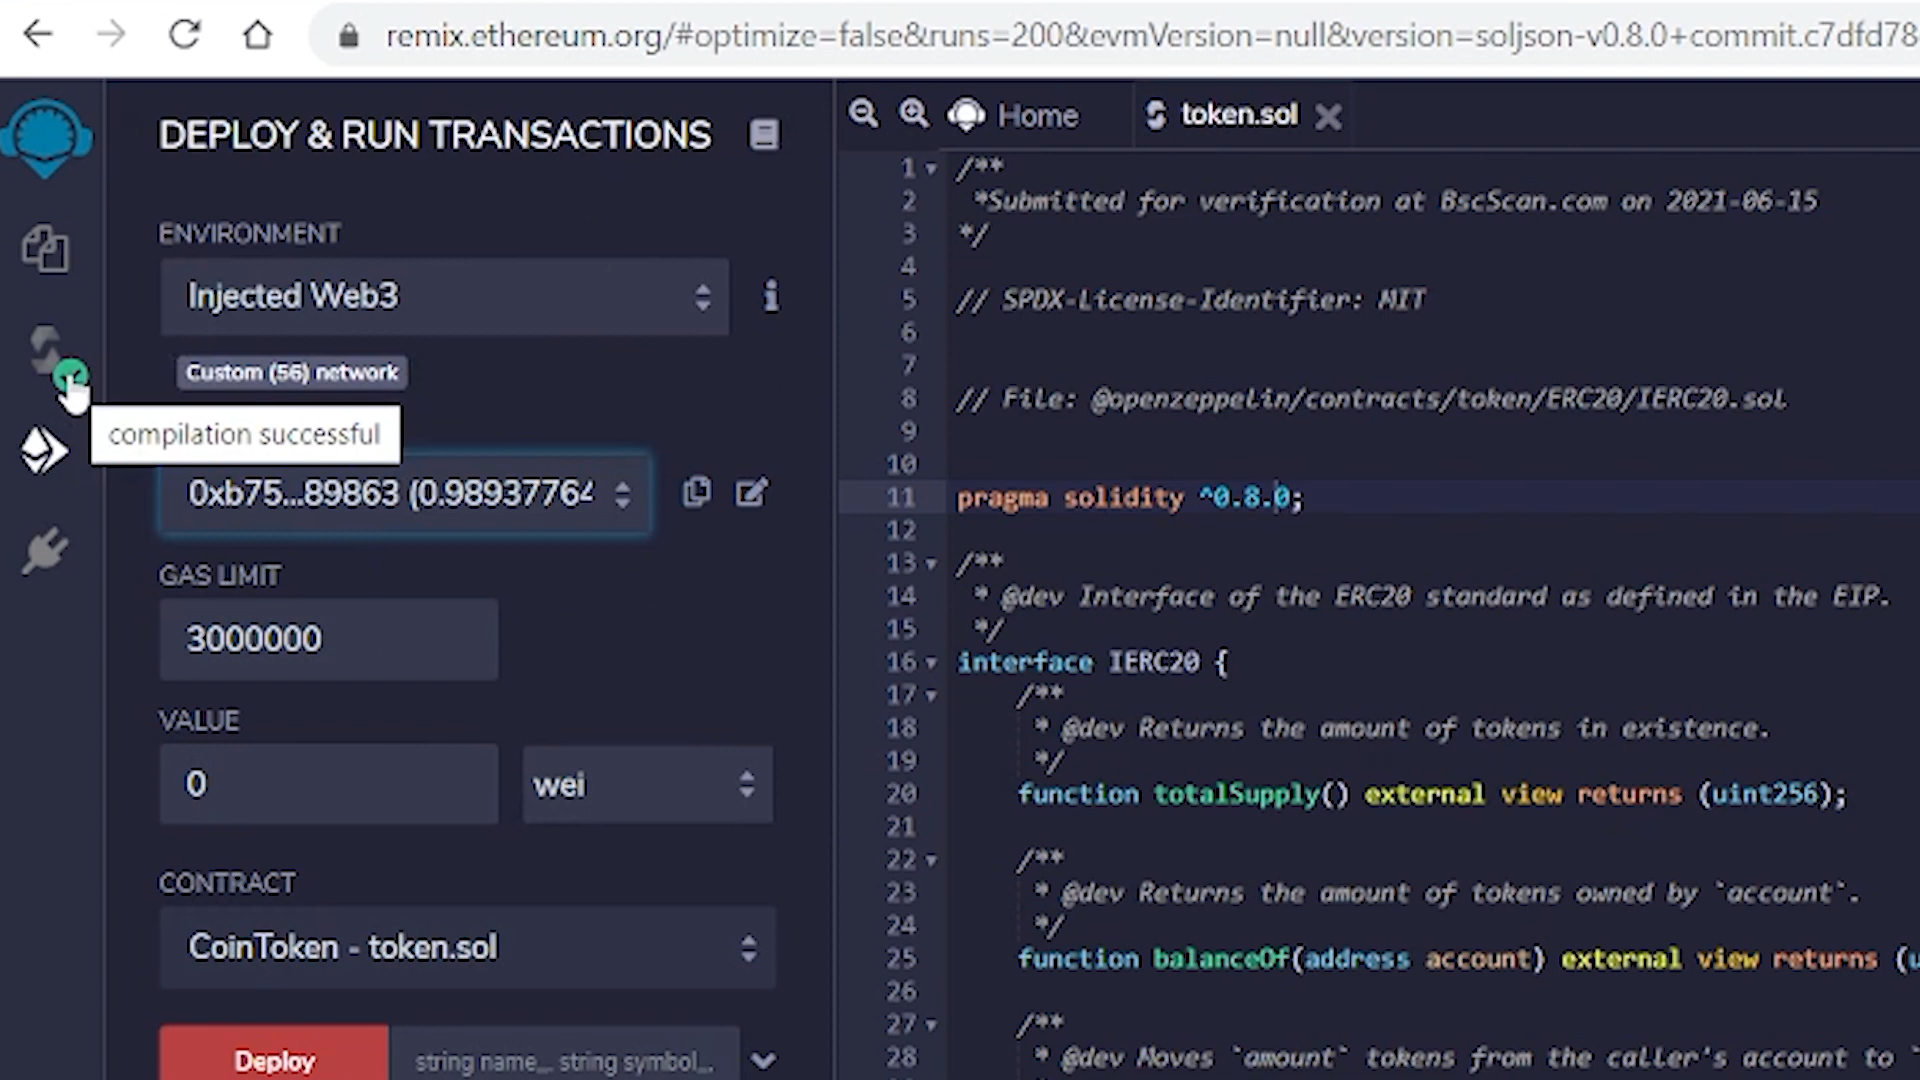 remix.ethereum.org/#optimize=false&runs=200&evmVersion=null&version=soljson-v0.8.0+commit.c7dfd78
DEPLOY & RUN TRANSACTIONS
ENVIRONMENT
Injected Web3
i
Custom (56) network
compilation successful
0xb75...89863 (0.98937764
GAS LIMIT
3000000
VALUE
0
wei
CONTRACT
CoinToken - token.sol
Deploy
string name_, string symbol_,
Home
token.sol
1 /**
2 *Submitted for verification at BscScan.com on 2021-06-15
3 */
4
5 // SPDX-License-Identifier: MIT
6
7
8 // File: @openzeppelin/contracts/token/ERC20/IERC20.sol
9
10
11 pragma solidity ^0.8.0;
12
13 /**
14 * @dev Interface of the ERC20 standard as defined in the EIP.
15 */
16 interface IERC20 {
17 /**
18 * @dev Returns the amount of tokens in existence.
19 */
20 function totalSupply() external view returns (uint256);
21
22 /**
23 * @dev Returns the amount of tokens owned by `account`.
24 */
25 function balanceOf(address account) external view returns (u
26
27 /**
28 * @dev Moves `amount` tokens from the caller's account to `